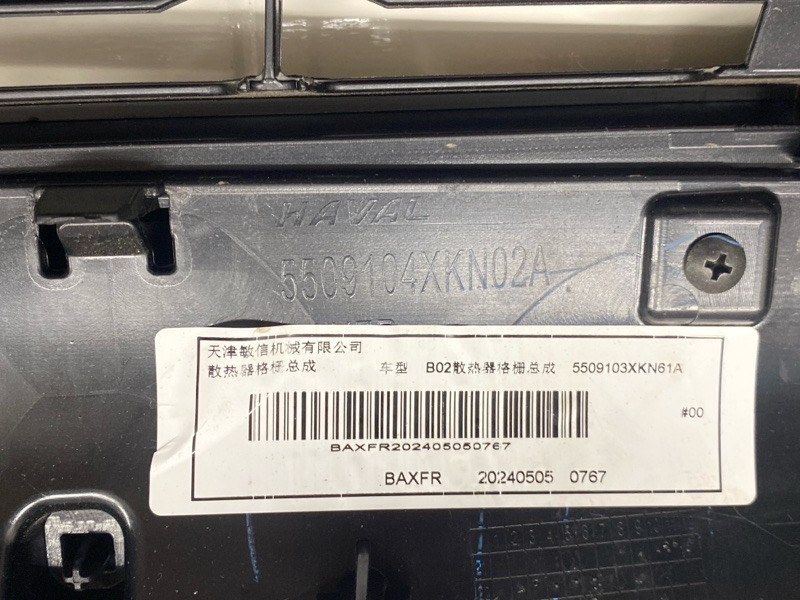 HAVAL
5509104XKN02A
天津敏信机械有限公司
散热器格栅总成 车型 B02散热器格栅总成 5509103XKN61A
#00
BAXFR202405050767
BAXFR 20240505 0767